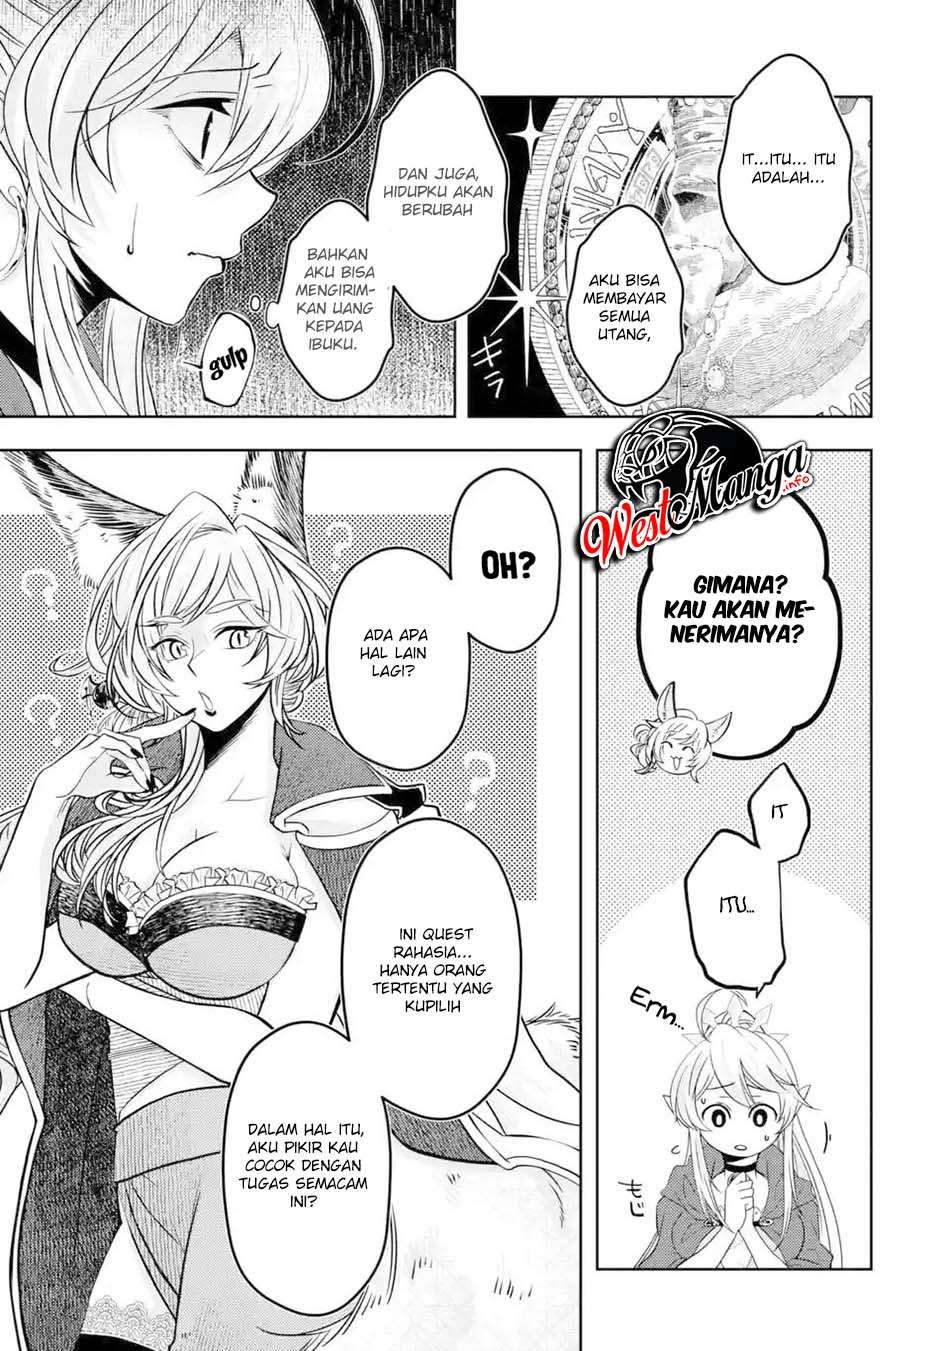 IT...ITU... ITU
ADALAH...
AKU BISA
MEMBAYAR
SEMUA
UTANG,
キラ
DAN JUGA,
HIDUPKU AKAN
BERUBAH
BAHKAN
AKU BISA
MENGIRIM-
KAN UANG
KEPADA
IBUKU.
gulp
WestManga
.info
GIMANA?
KAU AKAN ME-
NERIMANYA?
IT
ITU...
Erm...
OH?
ADA APA
HAL LAIN
LAGI?
? ? ? ?
INI QUEST
RAHASIA...
HANYA ORANG
TERTENTU YANG
KUPILIH
DALAM HAL ITU,
AKU PIKIR KAU
COCOK DENGAN
TUGAS SEMACAM
INI?